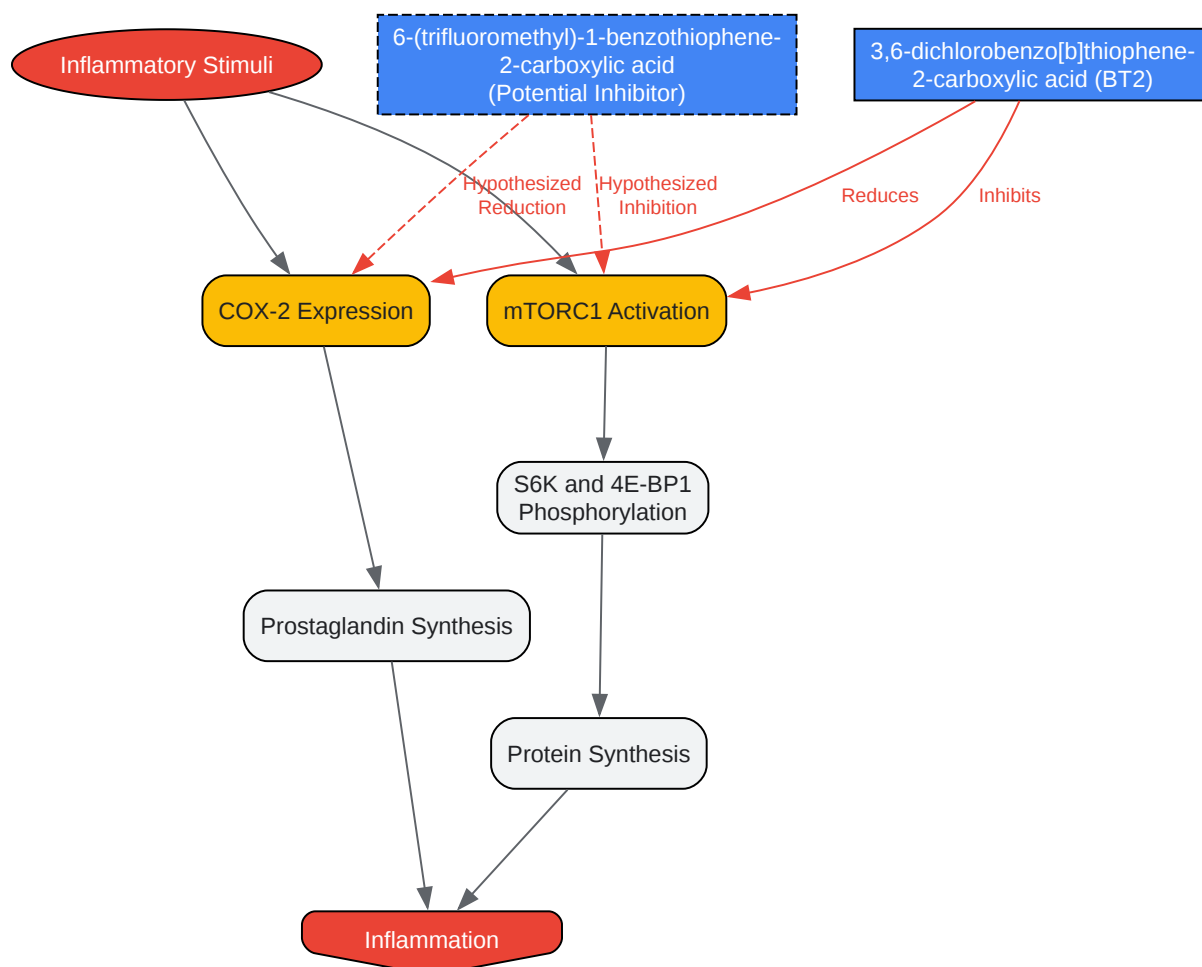 Inflammatory Stimuli
6-(trifluoromethyl)-1-benzothiophene-
2-carboxylic acid
(Potential Inhibitor)
3,6-dichlorobenzo[b]thiophene-
2-carboxylic acid (BT2)
Hypothesized
Reduction
Hypothesized
Inhibition
Reduces
Inhibits
COX-2 Expression
mTORC1 Activation
S6K and 4E-BP1
Phosphorylation
Prostaglandin Synthesis
Protein Synthesis
Inflammation